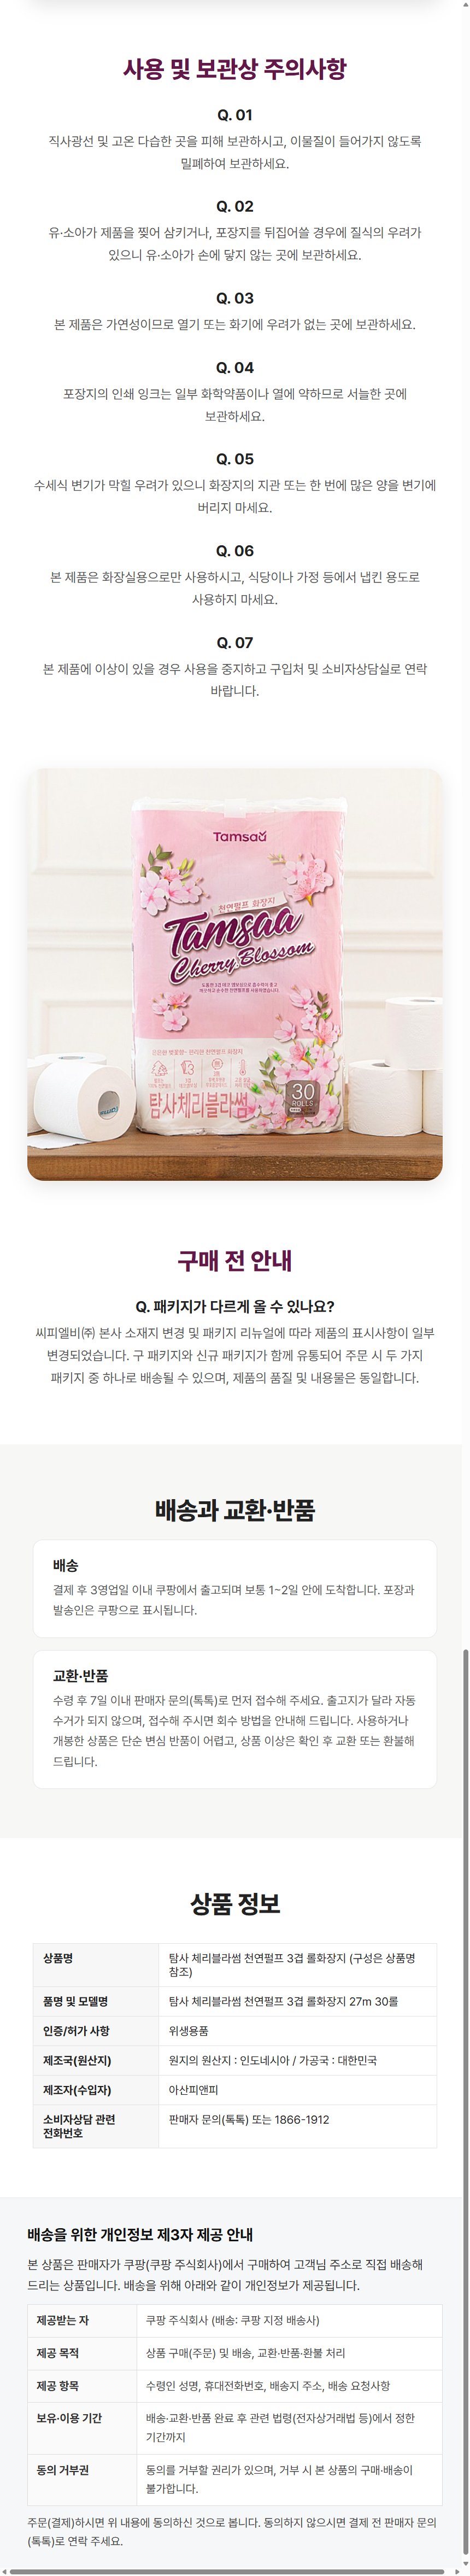 사용 및 보관상 주의사항
Q. 01
직사광선 및 고온 다습한 곳을 피해 보관하시고, 이물질이 들어가지 않도록
밀폐하여 보관하세요.
Q. 02
유·소아가 제품을 찢어 삼키거나, 포장지를 뒤집어쓸 경우에 질식의 우려가
있으니 유·소아가 손에 닿지 않는 곳에 보관하세요.
Q. 03
본 제품은 가연성이므로 열기 또는 화기에 우려가 없는 곳에 보관하세요.
Q. 04
포장지의 인쇄 잉크는 일부 화학약품이나 열에 약하므로 서늘한 곳에
보관하세요.
Q. 05
수세식 변기가 막힐 우려가 있으니 화장지의 지관 또는 한 번에 많은 양을 변기에
버리지 마세요.
Q. 06
본 제품은 화장실용으로만 사용하시고, 식당이나 가정 등에서 냅킨 용도로
사용하지 마세요.
Q. 07
본 제품에 이상이 있을 경우 사용을 중지하고 구입처 및 소비자상담실로 연락
바랍니다.
Tamsaa
천연펄프 화장지
Tamsaa
Cherry Blossom
탐사체리블라썸
30
ROLLS
구매 전 안내
Q. 패키지가 다르게 올 수 있나요?
씨피엘비㈜ 본사 소재지 변경 및 패키지 리뉴얼에 따라 제품의 표시사항이 일부
변경되었습니다. 구 패키지와 신규 패키지가 함께 유통되어 주문 시 두 가지
패키지 중 하나로 배송될 수 있으며, 제품의 품질 및 내용물은 동일합니다.
배송과 교환·반품
배송
결제 후 3영업일 이내 쿠팡에서 출고되며 보통 1~2일 안에 도착합니다. 포장과
발송인은 쿠팡으로 표시됩니다.
교환·반품
수령 후 7일 이내 판매자 문의(톡톡)로 먼저 접수해 주세요. 출고지가 달라 자동
수거가 되지 않으며, 접수해 주시면 회수 방법을 안내해 드립니다. 사용하거나
개봉한 상품은 단순 변심 반품이 어렵고, 상품 이상은 확인 후 교환 또는 환불해
드립니다.
상품 정보
상품명 탐사 체리블라썸 천연펄프 3겹 롤화장지 (구성은 상품명
참조)
품명 및 모델명 탐사 체리블라썸 천연펄프 3겹 롤화장지 27m 30롤
인증/허가 사항 위생용품
제조국(원산지) 원지의 원산지 : 인도네시아 / 가공국 : 대한민국
제조자(수입자) 아산피앤피
소비자상담 관련 판매자 문의(톡톡) 또는 1866-1912
전화번호
배송을 위한 개인정보 제3자 제공 안내
본 상품은 판매자가 쿠팡(쿠팡 주식회사)에서 구매하여 고객님 주소로 직접 배송해
드리는 상품입니다. 배송을 위해 아래와 같이 개인정보가 제공됩니다.
제공받는 자 쿠팡 주식회사 (배송: 쿠팡 지정 배송사)
제공 목적 상품 구매(주문) 및 배송, 교환·반품·환불 처리
제공 항목 수령인 성명, 휴대전화번호, 배송지 주소, 배송 요청사항
보유·이용 기간 배송·교환·반품 완료 후 관련 법령(전자상거래법 등)에서 정한
기간까지
동의 거부권 동의를 거부할 권리가 있으며, 거부 시 본 상품의 구매·배송이
불가합니다.
주문(결제)하시면 위 내용에 동의하신 것으로 봅니다. 동의하지 않으시면 결제 전 판매자 문의
(톡톡)로 연락 주세요.